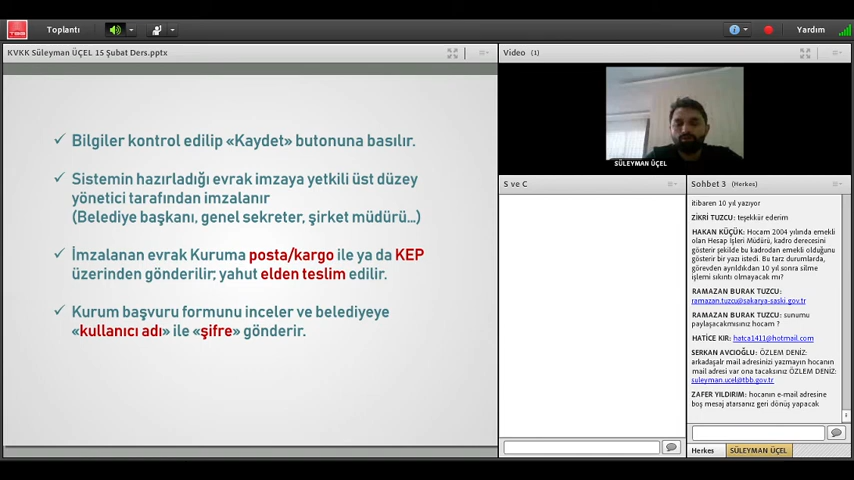 Toplantı
Yardım
KVKK Süleyman ÜÇEL 15 Şubat Ders.pptx
Bilgiler kontrol edilip «Kaydet» butonuna basılır.
Sistemin hazırladığı evrak imzaya yetkili üst düzey
yönetici tarafından imzalanır
(Belediye başkanı, genel sekreter, şirket müdürü...)
İmzalanan evrak Kuruma posta/kargo ile ya da KEP
üzerinden gönderilir; yahut elden teslim edilir.
Kurum başvuru formunu inceler ve belediyeye
«kullanıcı adı» ile «şifre» gönderir.
Video (1)
SÜLEYMAN ÜÇEL
S ve C
Sohbet 3 (Herkes)
itibaren 10 yıl yazıyor
ZİKRİ TUZCU: teşekkür ederim
HAKAN KÜÇÜK: Hocam 2004 yılında emekli
olan Hesap İşleri Müdürü, kadro derecesini
gösterir şekilde bu kadrodan emekli olduğunu
gösterir bir yazı istedi. Bu tarz durumlarda,
görevden ayrıldıkdan 10 yıl sonra silme
işlemi sıkıntı olmayacak mı?
RAMAZAN BURAK TUZCU:
ramazan.tuzcu@sakarya-saski.gov.tr
RAMAZAN BURAK TUZCU: sunumu
paylaşacakmısınız hocam ?
HATİCE KIR: hatca1411@hotmail.com
SERKAN AVCIOĞLU: ÖZLEM DENİZ:
arkadaşalr mail adresinizi yazmayın hocanın
mail adresi var ona tacaksınız ÖZLEM DENİZ:
suleyman.ucel@tbb.gov.tr
ZAFER YILDIRIM: hocanın e-mail adresine
boş mesaj atarsanız geri dönüş yapacak
Herkes
SÜLEYMAN ÜÇEL